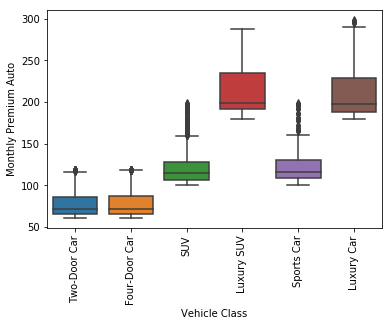 300
250
200
150
100
50
Monthly Premium Auto
Two-Door Car
Four-Door Car
SUV
Luxury SUV
Sports Car
Luxury Car
Vehicle Class